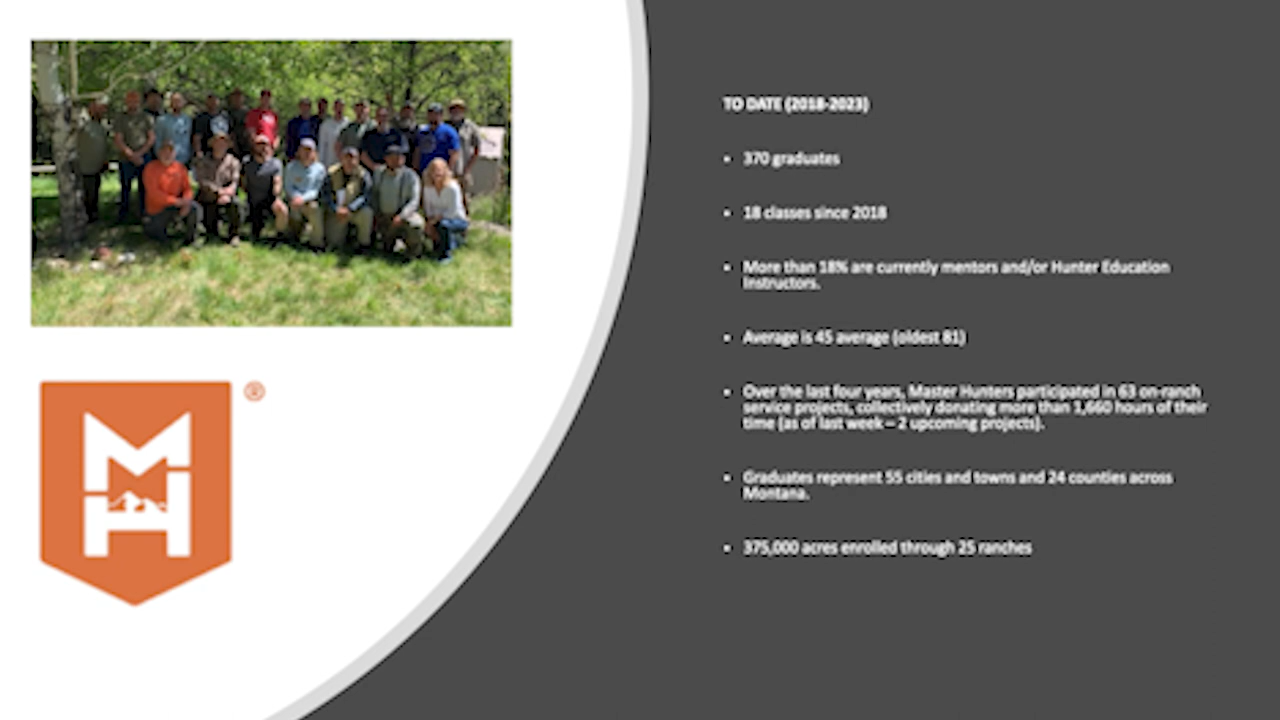 TO DATE (2018-2023)
• 370 graduates
• 18 classes since 2018
• More than 18% are currently mentors and/or Hunter Education
Instructors.
• Average is 45 average (oldest 81)
• Over the last four years, Master Hunters participated in 63 on-ranch
service projects, collectively donating more than 1,660 hours of their
time (as of last week – 2 upcoming projects).
• Graduates represent 55 cities and towns and 24 counties across
Montana.
• 375,000 acres enrolled through 25 ranches
MH ®